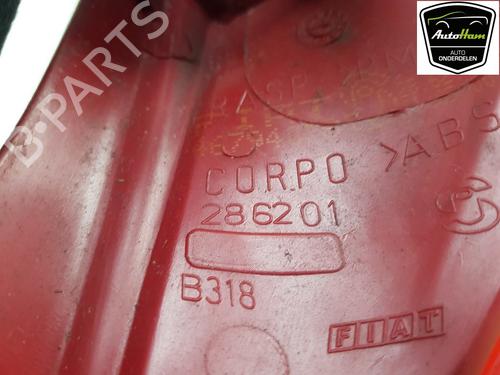 AutoHam
AUTO
ONDERDELEN
B-PARTS
CORPO
>ABS
286201
B318
FIAT